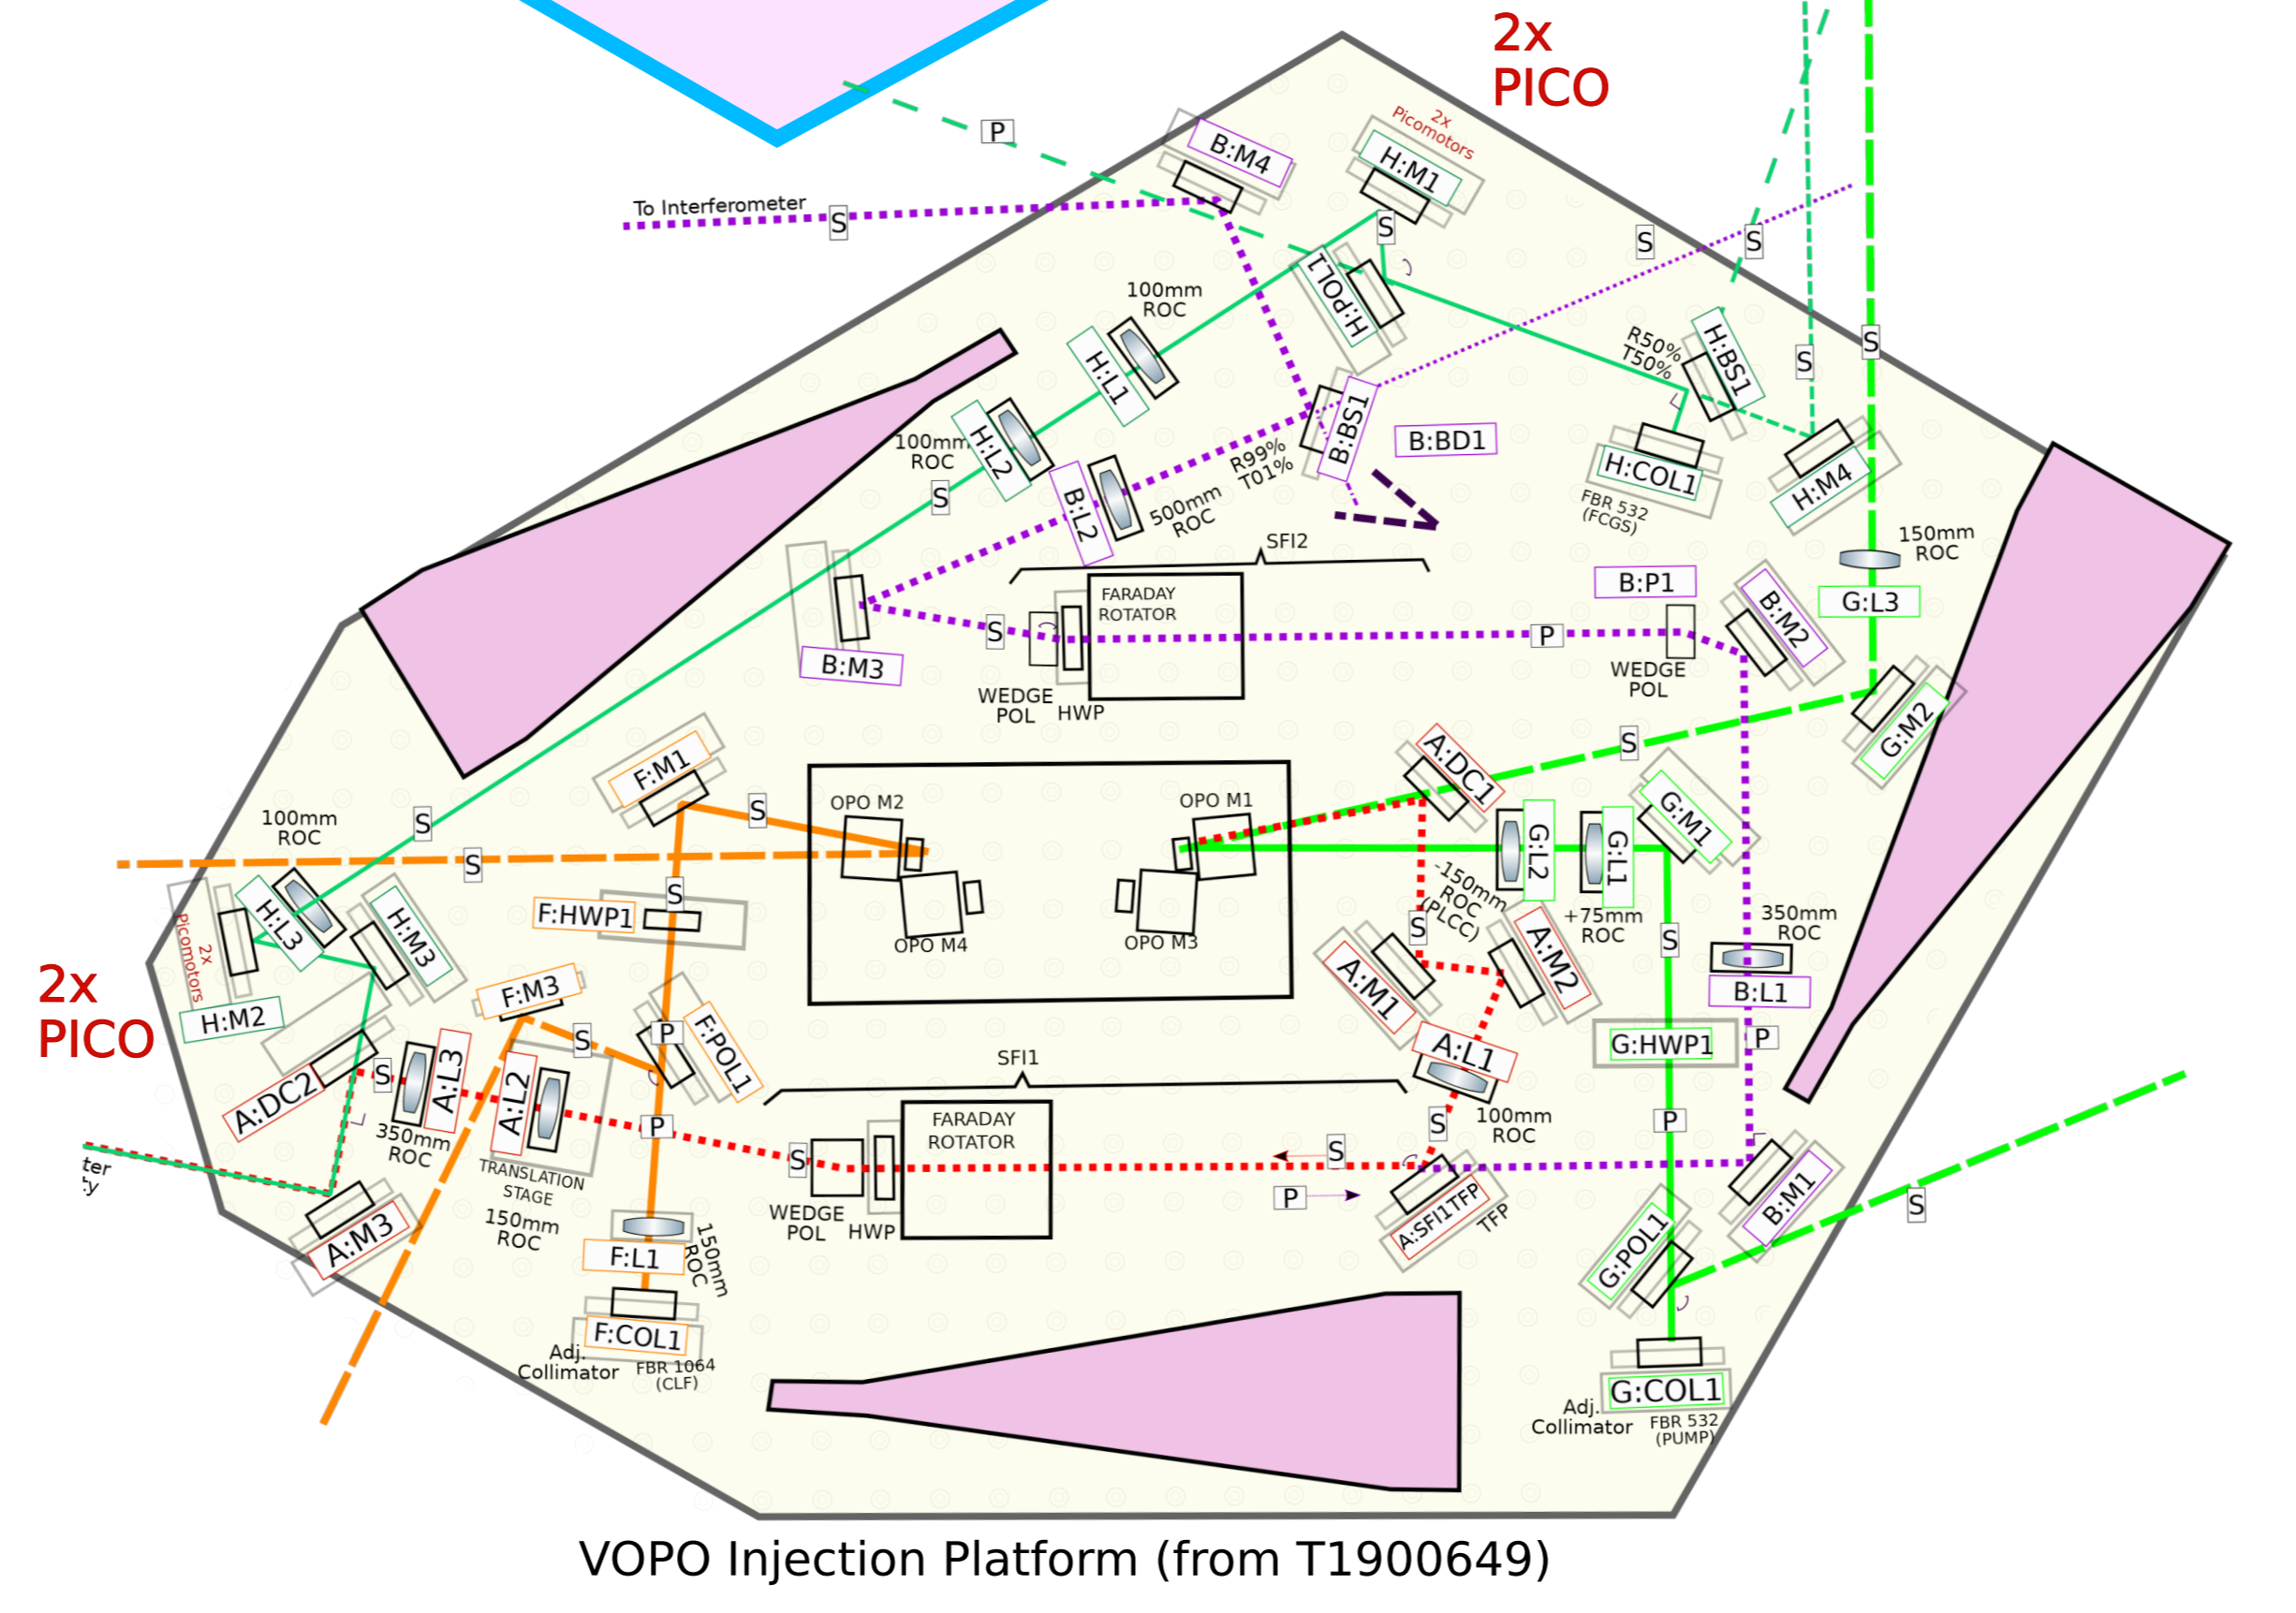 2x
PICO
P
B:M4
2x
Picomotors
H:M1
To Interferometer
S
S
S
S
H:POL1
100mm
ROC
H:L1
R50%
T50%
H:BS1
S
S
100mm
ROC
H:L2
B:BS1
R99%
T01%
B:BD1
H:COL1
FBR 532
(FCGS)
H:M4
S
B:L2
500mm
ROC
150mm
ROC
SFI2
G:L3
B:P1
B:M2
FARADAY
ROTATOR
S
P
B:M3
WEDGE
POL
HWP
WEDGE
POL
G:M2
F:M1
S
A:DC1
S
OPO M2
OPO M1
S
G:M1
100mm
ROC
S
G:L2
G:L1
-150mm
ROC
(PLCC)
+75mm
ROC
S
F:HWP1
H:L3
H:M3
2x
Picomotors
OPO M4
OPO M3
S
S
350mm
ROC
A:M1
A:M2
B:L1
2x
PICO
H:M2
F:M3
S
P
F:POL1
G:HWP1
P
SFI1
A:L1
A:DC2
S
A:L3
A:L2
350mm
ROC
P
FARADAY
ROTATOR
S
100mm
ROC
P
S
S
TRANSLATION
STAGE
150mm
ROC
WEDGE
POL
HWP
P
A:SFI1TFP
TFP
B:M1
S
ter
ty
A:M3
F:L1
150mm
ROC
G:POL1
F:COL1
Adj.
Collimator
FBR 1064
(CLF)
G:COL1
Adj.
Collimator
FBR 532
(PUMP)
VOPO Injection Platform (from T1900649)